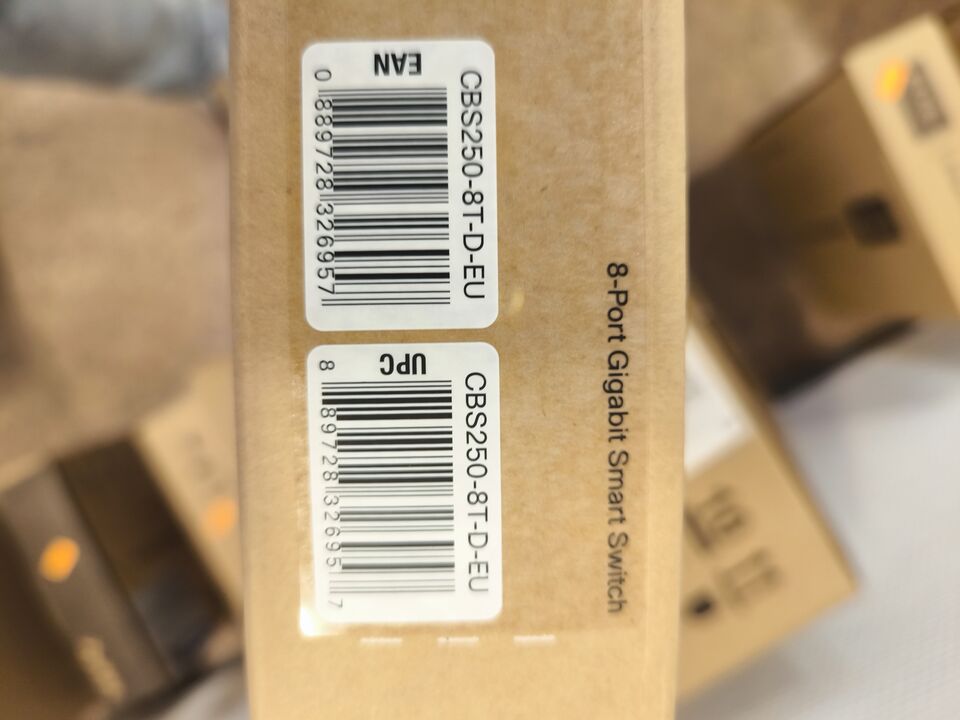 EAN
CBS250-8T-D-EU
0 889728 326957
UPC
CBS250-8T-D-EU
8 89728 32695 7
8-Port Gigabit Smart Switch